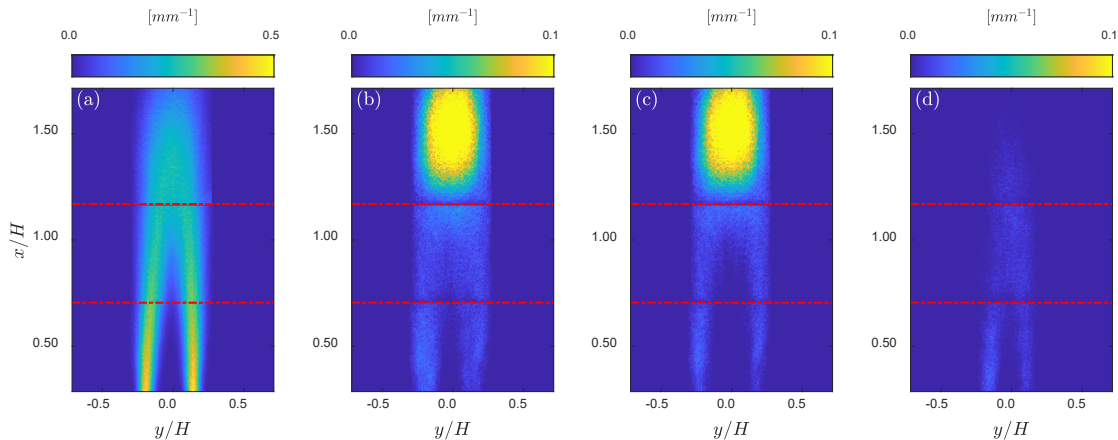 [mm⁻¹] [mm⁻¹] [mm⁻¹] [mm⁻¹]
0.0 0.5 0.0 0.1 0.0 0.1 0.0 0.1
(a) (b) (c) (d)
1.50 1.50 1.50 1.50
x/H
1.00 1.00 1.00 1.00
0.50 0.50 0.50 0.50
-0.5 0.0 0.5 -0.5 0.0 0.5 -0.5 0.0 0.5 -0.5 0.0 0.5
y/H y/H y/H y/H